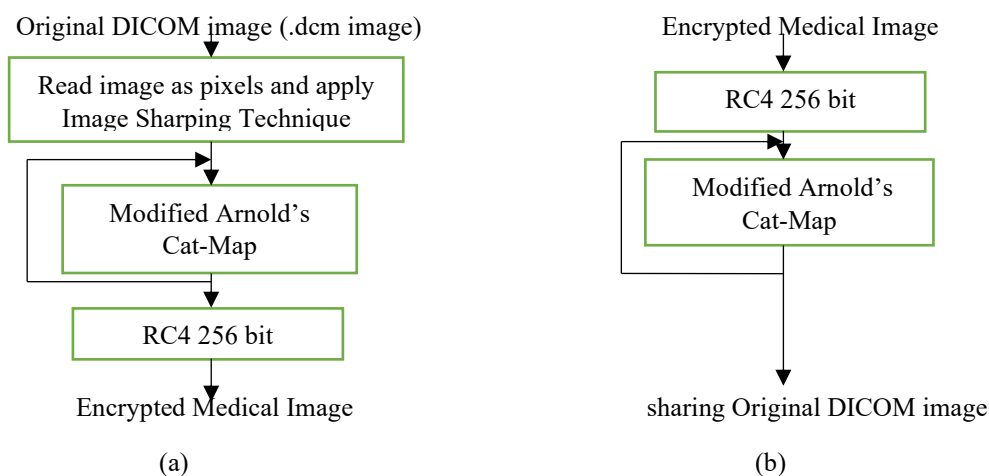 Original DICOM image (.dcm image)
Read image as pixels and apply
Image Sharping Technique
Modified Arnold's
Cat-Map
RC4 256 bit
Encrypted Medical Image
(a)
Encrypted Medical Image
RC4 256 bit
Modified Arnold's
Cat-Map
sharing Original DICOM image
(b)